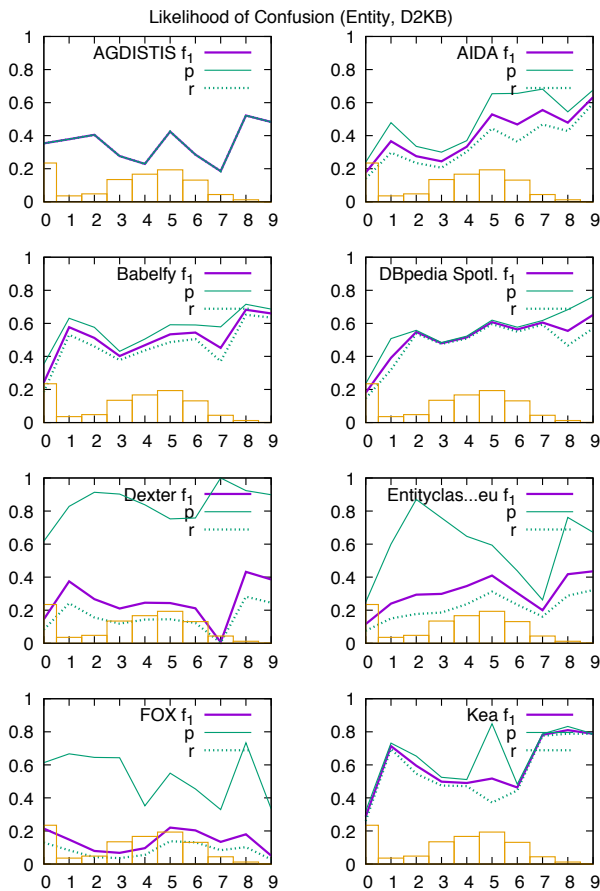 Likelihood of Confusion (Entity, D2KB)
AGDISTIS f1
p
r
1
0.8
0.6
0.4
0.2
0
0 1 2 3 4 5 6 7 8 9
AIDA f1
p
r
1
0.8
0.6
0.4
0.2
0
0 1 2 3 4 5 6 7 8 9
Babelfy f1
p
r
1
0.8
0.6
0.4
0.2
0
0 1 2 3 4 5 6 7 8 9
DBpedia Spotl. f1
p
r
1
0.8
0.6
0.4
0.2
0
0 1 2 3 4 5 6 7 8 9
Dexter f1
p
r
1
0.8
0.6
0.4
0.2
0
0 1 2 3 4 5 6 7 8 9
Entityclas...eu f1
p
r
1
0.8
0.6
0.4
0.2
0
0 1 2 3 4 5 6 7 8 9
FOX f1
p
r
1
0.8
0.6
0.4
0.2
0
0 1 2 3 4 5 6 7 8 9
Kea f1
p
r
1
0.8
0.6
0.4
0.2
0
0 1 2 3 4 5 6 7 8 9